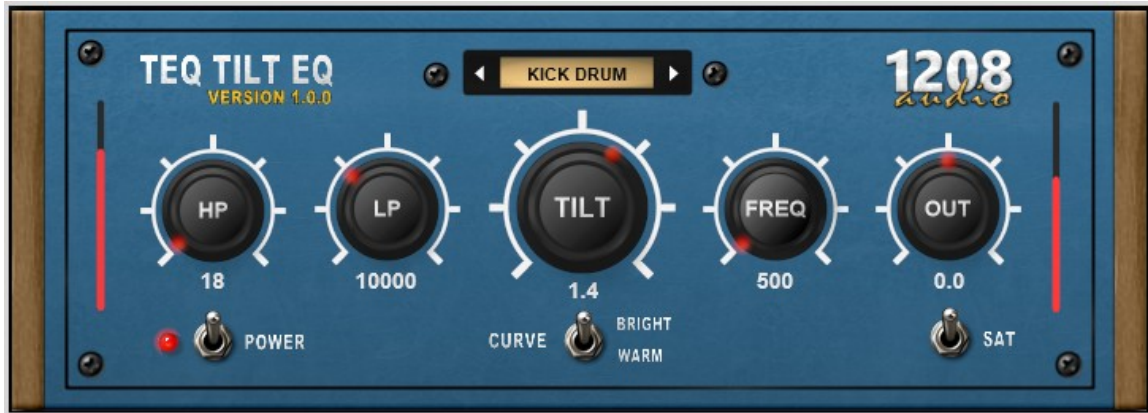 TEQ TILT EQ
VERSION 1.0.0
KICK DRUM
1208
audio
HP
LP
TILT
FREQ
OUT
18
10000
1.4
500
0.0
POWER
CURVE
BRIGHT
WARM
SAT